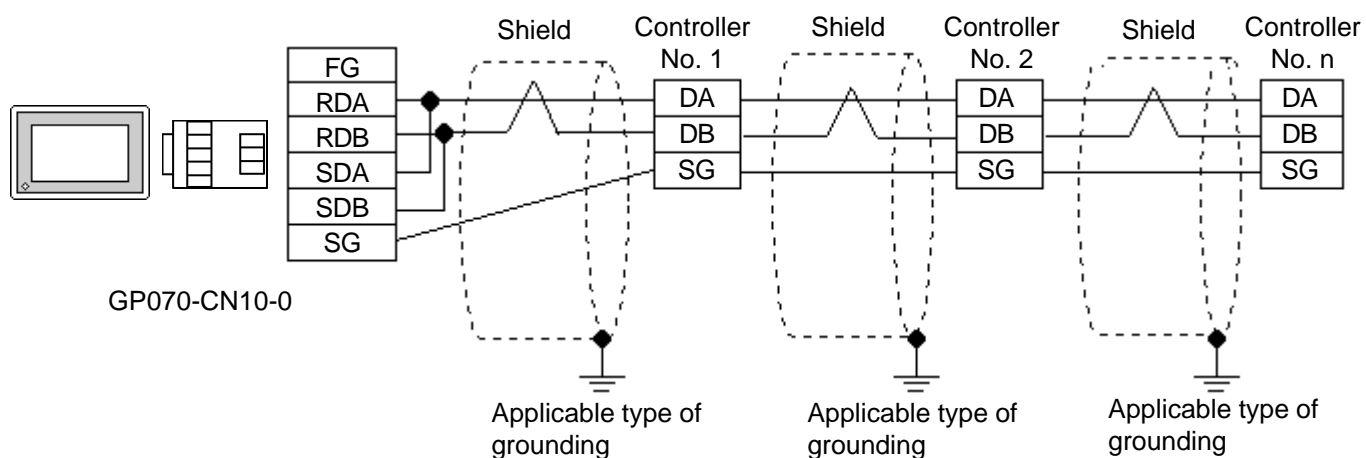 Shield
Controller
No. 1
Shield
Controller
No. 2
Shield
Controller
No. n
FG
RDA
RDB
SDA
SDB
SG
DA
DB
SG
DA
DB
SG
DA
DB
SG
GP070-CN10-0
Applicable type of
grounding
Applicable type of
grounding
Applicable type of
grounding